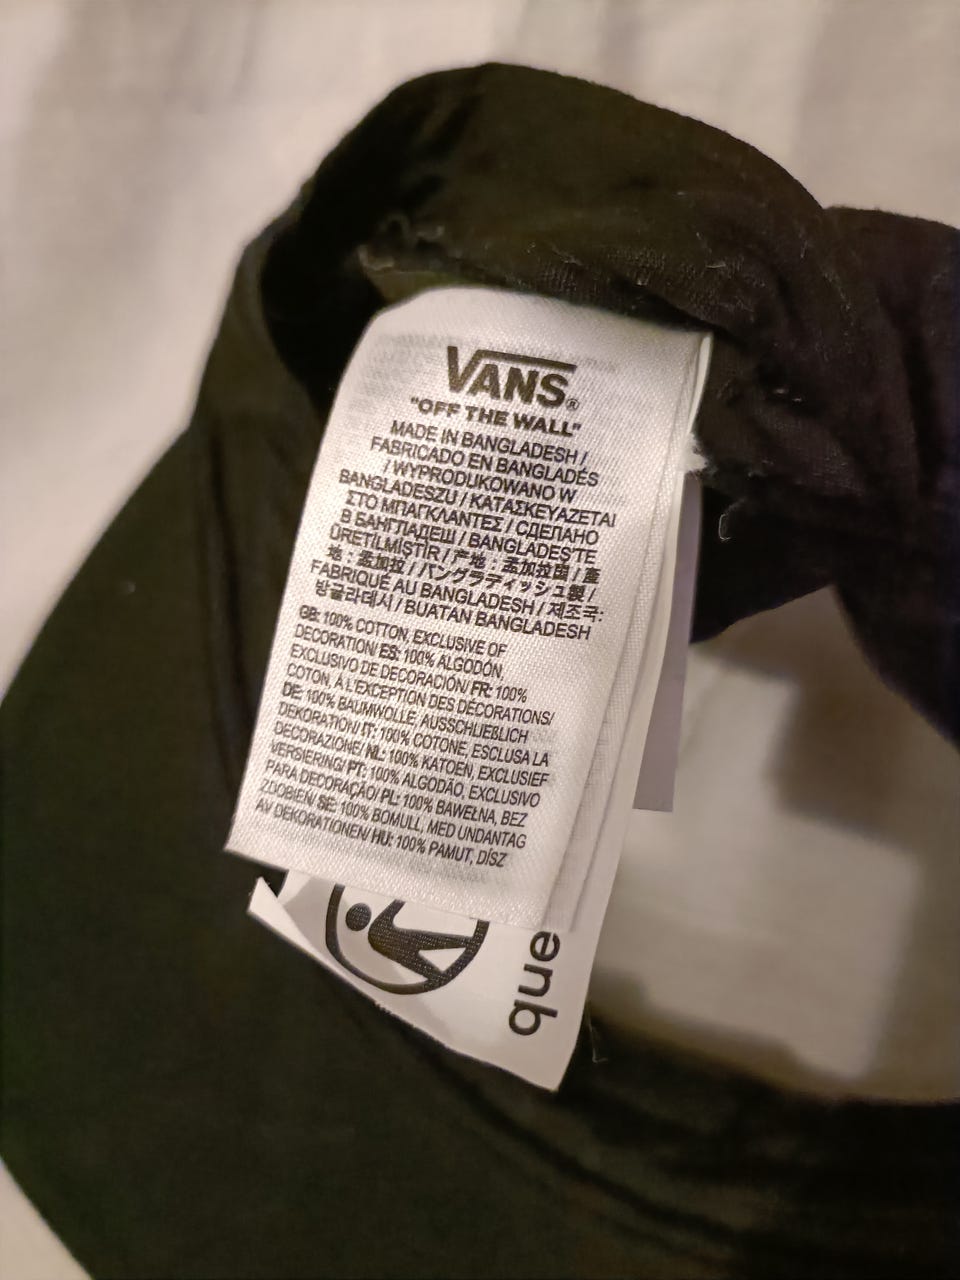 VANS®
"OFF THE WALL"
MADE IN BANGLADESH /
FABRICADO EN BANGLADÉS
/ WYPRODUKOWANO W
BANGLADESZU / ΚΑΤΑΣΚΕΥΑΖΕΤΑΙ
ΣΤΟ ΜΠΑΓΚΛΑΝΤΕΣ / СДЕЛАНО
В БАНГЛАДЕШ / BANGLADEŞ'TE
ÜRETİLMİŞTİR / 产地：孟加拉国 / 產
地：孟加拉 / バングラディッシュ製 /
FABRIQUÉ AU BANGLADESH / 제조국:
방글라데시 / BUATAN BANGLADESH
GB: 100% COTTON, EXCLUSIVE OF
DECORATION/ ES: 100% ALGODÓN,
EXCLUSIVO DE DECORACIÓN/ FR: 100%
COTON, A L'EXCEPTION DES DÉCORATIONS/
DE: 100% BAUMWOLLE, AUSSCHLIEßLICH
DEKORATION/ IT: 100% COTONE, ESCLUSA LA
DECORAZIONE/ NL: 100% KATOEN, EXCLUSIEF
VERSIERING/ PT: 100% ALGODÃO, EXCLUSIVO
PARA DECORAÇÃO/ PL: 100% BAWEŁNA, BEZ
ZDOBIEŃ/ SE: 100% BOMULL, MED UNDANTAG
AV DEKORATIONEN/ HU: 100% PAMUT, DÍSZ
que